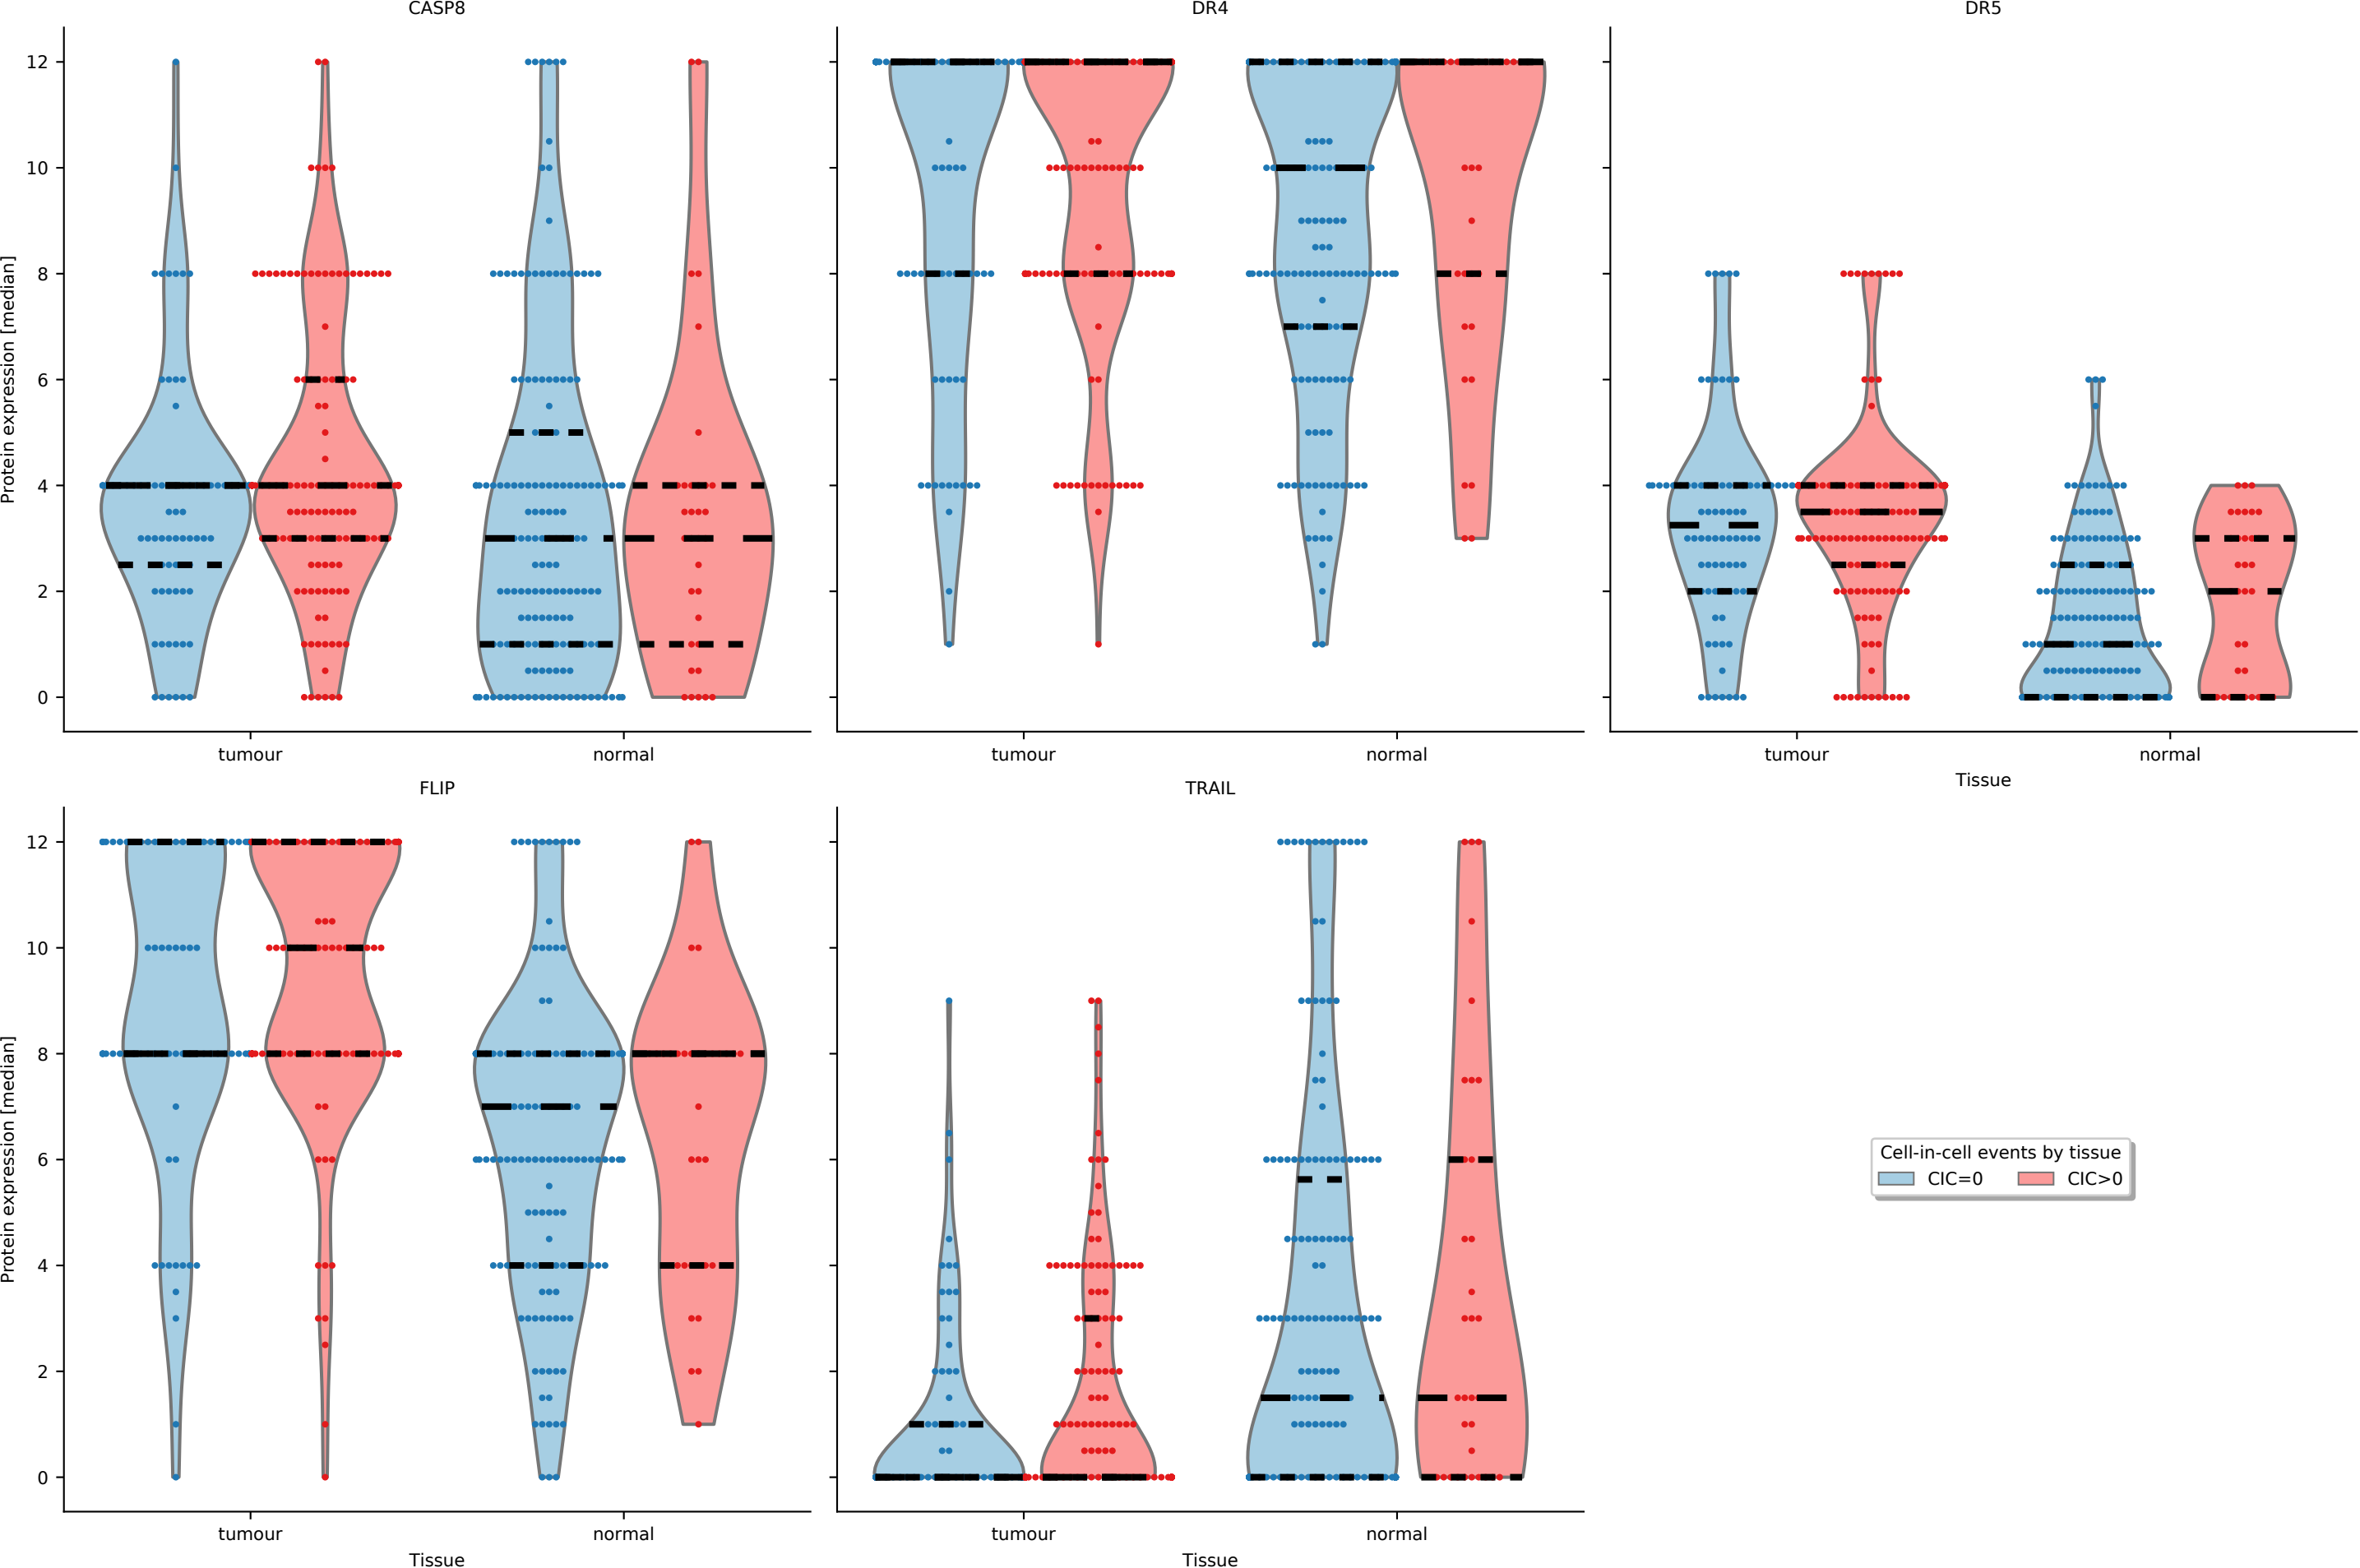 CASP8
DR4
DR5
Protein expression [median]
12
10
8
6
4
2
0
tumour
normal
tumour
normal
tumour
normal
Tissue
FLIP
TRAIL
Protein expression [median]
12
10
8
6
4
2
0
tumour
normal
Tissue
tumour
normal
Tissue
Cell-in-cell events by tissue
CIC=0
CIC>0